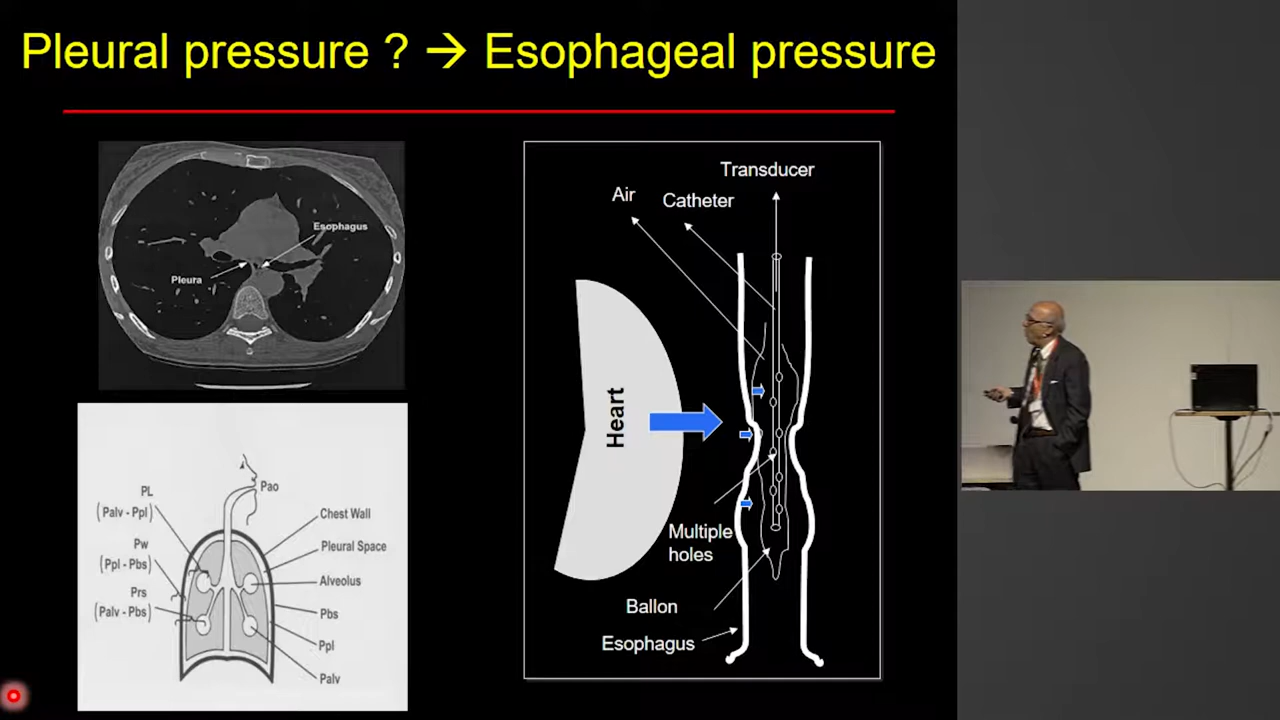 Pleural pressure ? → Esophageal pressure
Esophagus
Pleura
Pao
PL
(Palv - Ppl)
Pw
(Ppl - Pbs)
Prs
(Palv - Pbs)
Chest Wall
Pleural Space
Alveolus
Pbs
Ppl
Palv
Transducer
Air
Catheter
Heart
Multiple
holes
Ballon
Esophagus